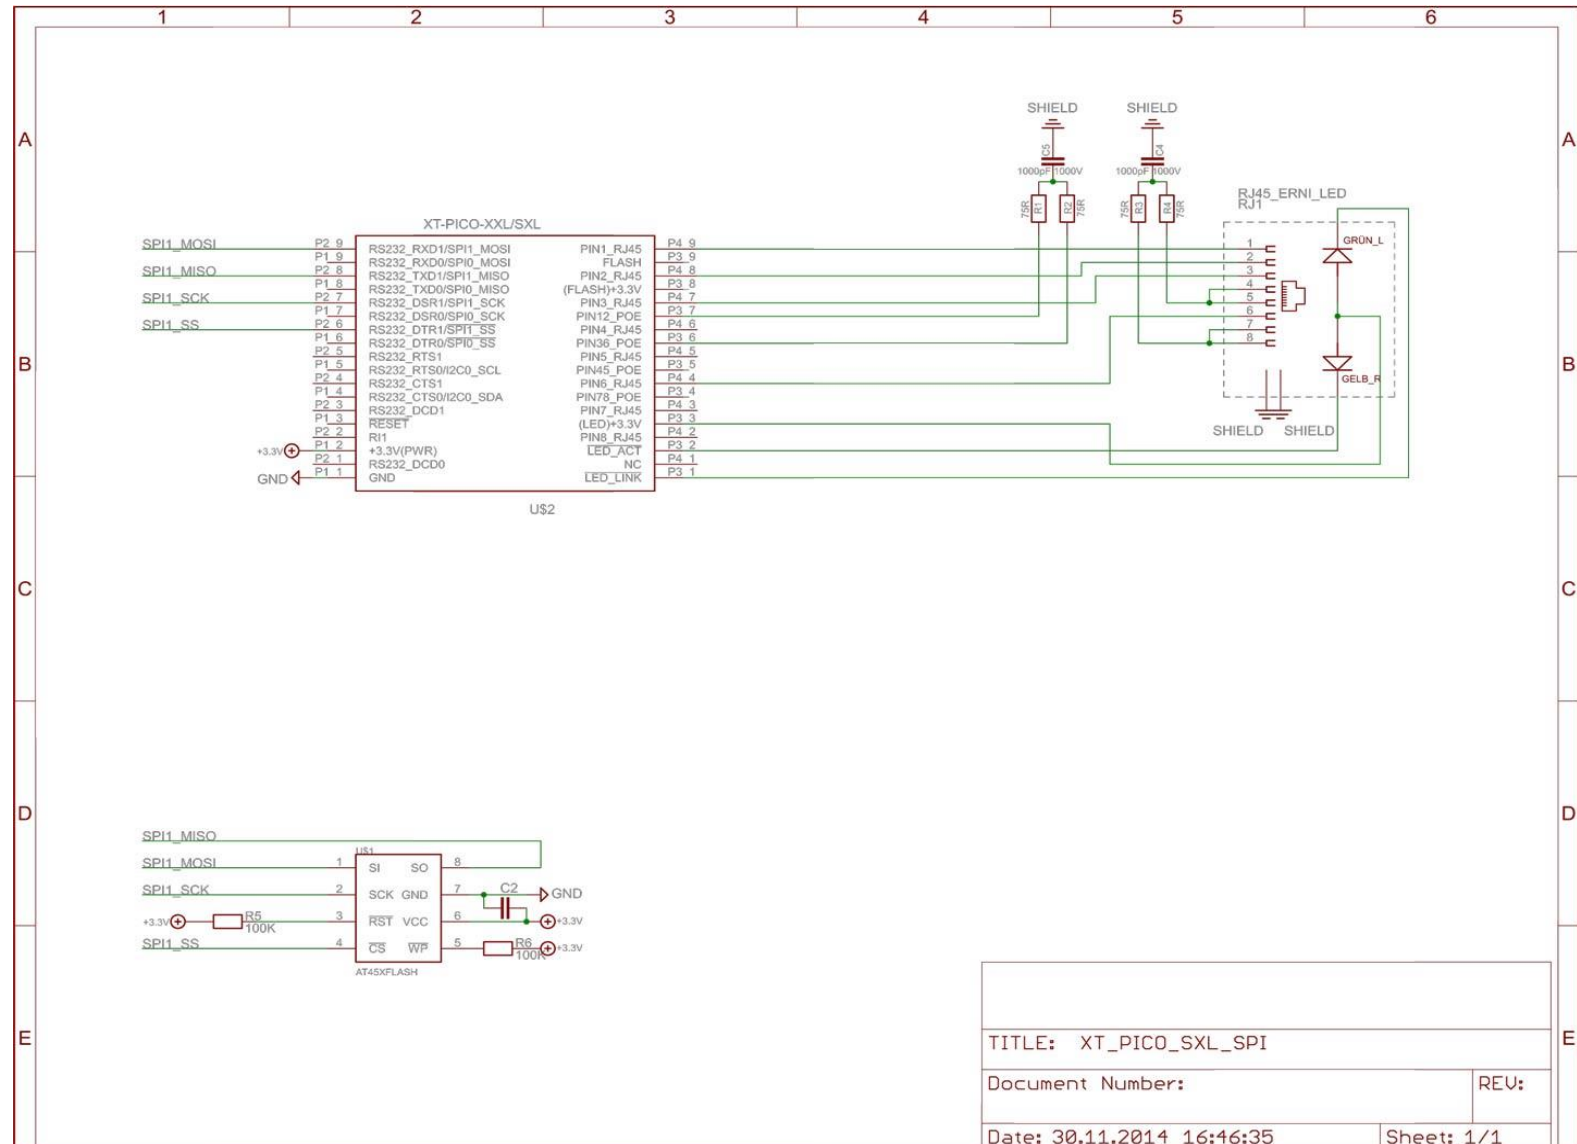 1 2 3 4 5 6
A A
B B
C C
D D
E E
SHIELD SHIELD
C5 C4
1000pF 1000V 1000pF 1000V
75R R1 R2 75R 75R R3 R4 75R
RJ45_ERNI_LED
RJ1
GRÜN_L
1
2
3
4
5
6
7
8
GELB_R
SHIELD SHIELD
XT-PICO-XXL/SXL
SPI1_MOSI P2 9 RS232_RXD1/SPI1_MOSI PIN1_RJ45 P4 9
P1 9 RS232_RXD0/SPI0_MOSI FLASH P3 9
SPI1_MISO P2 8 RS232_TXD1/SPI1_MISO PIN2_RJ45 P4 8
P1 8 RS232_TXD0/SPI0_MISO (FLASH)+3.3V P3 8
SPI1_SCK P2 7 RS232_DSR1/SPI1_SCK PIN3_RJ45 P4 7
P1 7 RS232_DSR0/SPI0_SCK PIN12_POE P3 7
SPI1_SS P2 6 RS232_DTR1/SPI1_SS PIN4_RJ45 P4 6
P1 6 RS232_DTR0/SPI0_SS PIN36_POE P3 6
P2 5 RS232_RTS1 PIN5_RJ45 P4 5
P1 5 RS232_RTS0/I2C0_SCL PIN45_POE P3 5
P2 4 RS232_CTS1 PIN6_RJ45 P4 4
P1 4 RS232_CTS0/I2C0_SDA PIN78_POE P3 4
P2 3 RS232_DCD1 PIN7_RJ45 P4 3
P1 3 RESET (LED)+3.3V P3 3
P2 2 RI1 PIN8_RJ45 P4 2
+3.3V P1 2 +3.3V(PWR) LED_ACT P3 2
P2 1 RS232_DCD0 NC P4 1
GND P1 1 GND LED_LINK P3 1
U$2
SPI1_MISO
U$1
SPI1_MOSI 1 SI SO 8
SPI1_SCK 2 SCK GND 7 C2 GND
+3.3V R5 100K 3 RST VCC 6 +3.3V
SPI1_SS 4 CS WP 5 R6 100K +3.3V
AT45XFLASH
TITLE: XT_PICO_SXL_SPI
Document Number: REV:
Date: 30.11.2014 16:46:35 Sheet: 1/1